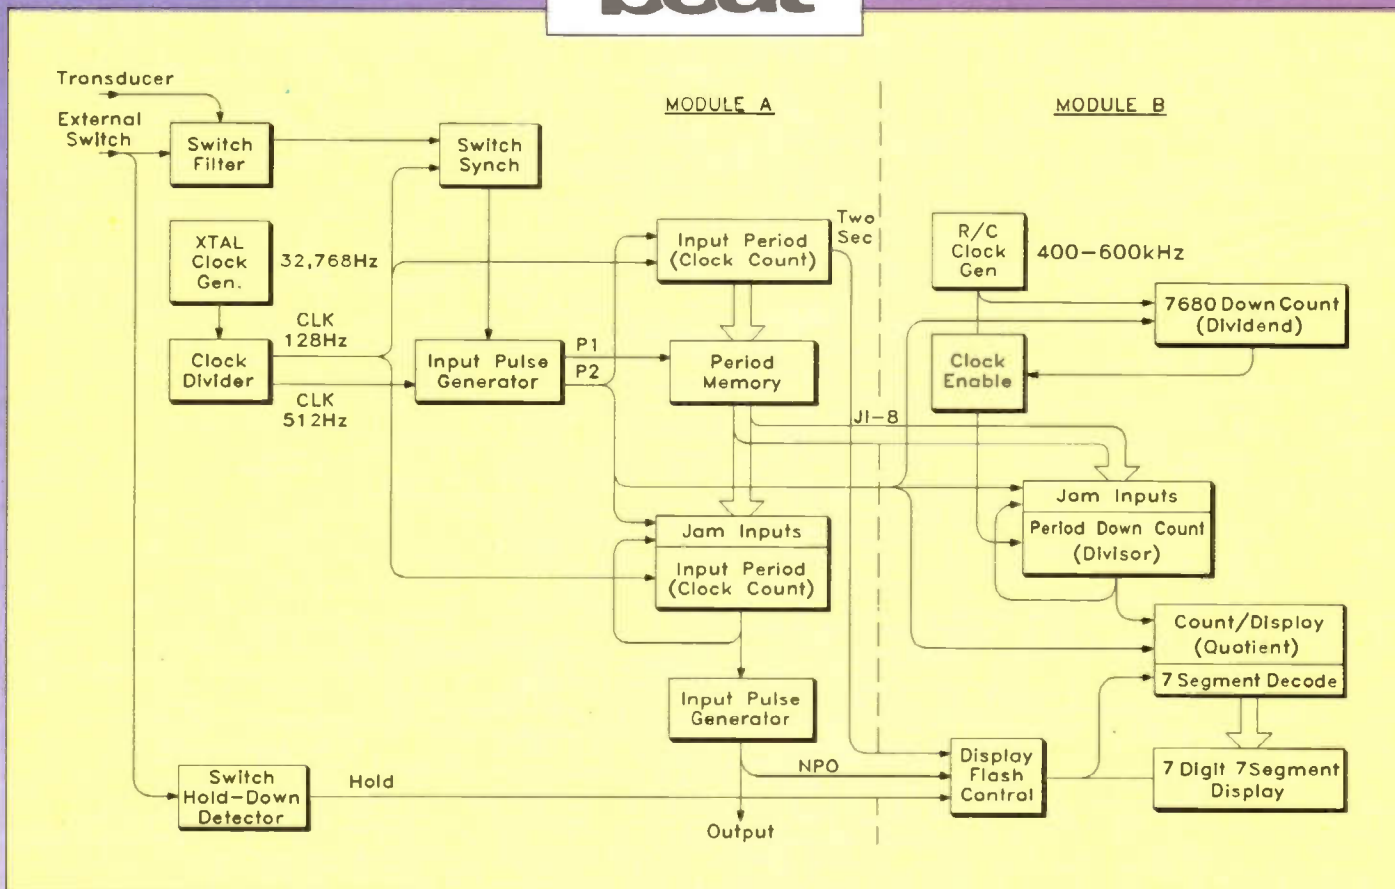 beat
Transducer
External
Switch
Switch
Filter
Switch
Synch
MODULE A
MODULE B
XTAL
Clock
Gen.
32,768Hz
Input Period
(Clock Count)
Two
Sec
R/C
Clock
Gen
400-600kHz
7680 Down Count
(Dividend)
CLK
128Hz
Clock
Divider
CLK
512Hz
Input Pulse
Generator
P1
P2
Period
Memory
Clock
Enable
J1-8
Jam Inputs
Input Period
(Clock Count)
Jam Inputs
Period Down Count
(Divisor)
Count/Display
(Quotient)
7 Segment Decode
Input Pulse
Generator
Switch
Hold-Down
Detector
Hold
NPO
Output
Display
Flash
Control
7 Digit 7Segment
Display